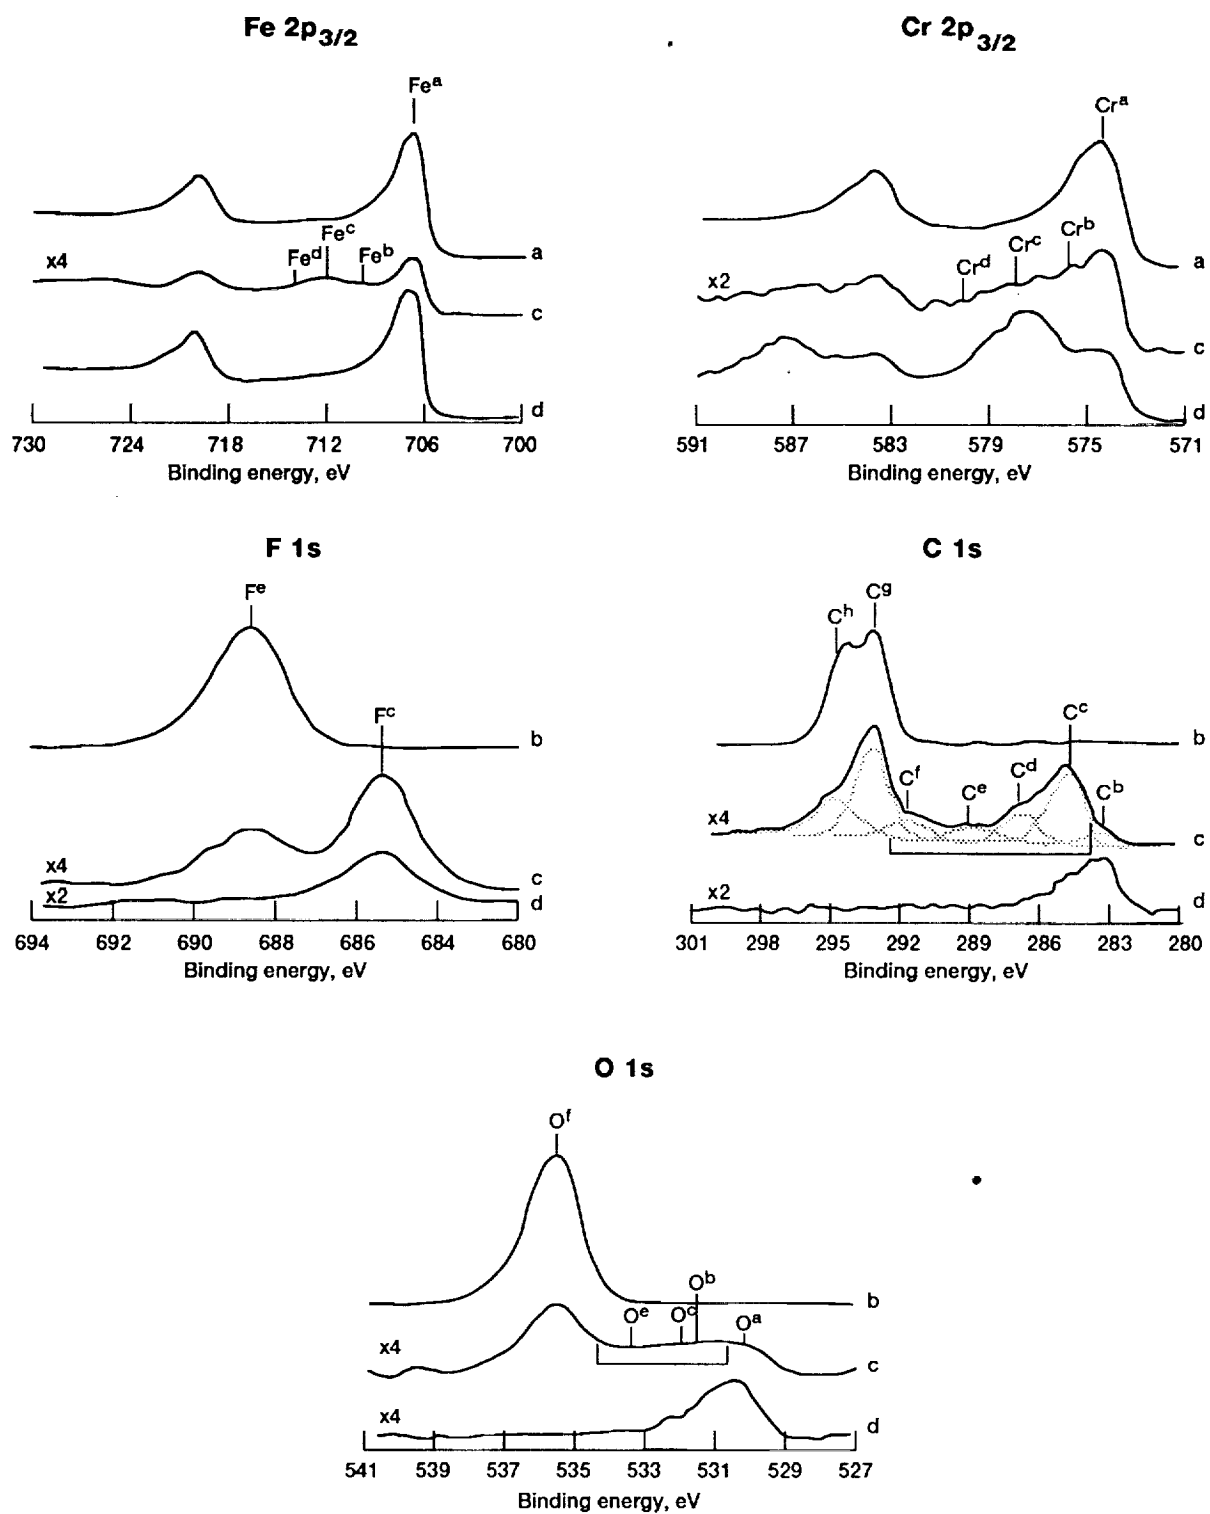 Fe 2p3/2
Cr 2p3/2
Feᵃ
Crᵃ
a
a
x4 Feᵈ Feᶜ Feᵇ
x2 Crᵈ Crᶜ Crᵇ
c
c
d
d
730 724 718 712 706 700
591 587 583 579 575 571
Binding energy, eV
Binding energy, eV
F 1s
C 1s
Fᵉ
Cʰ Cᵍ
Fᶜ
Cᶜ
b
b
x4
x4 Cᶠ Cᵉ Cᵈ Cᵇ
c
c
x2
x2
d
d
694 692 690 688 686 684 680
301 298 295 292 289 286 283 280
Binding energy, eV
Binding energy, eV
O 1s
Oᶠ
Oᵇ
b
x4 Oᵉ Oᵃ
c
x4
d
541 539 537 535 533 531 529 527
Binding energy, eV